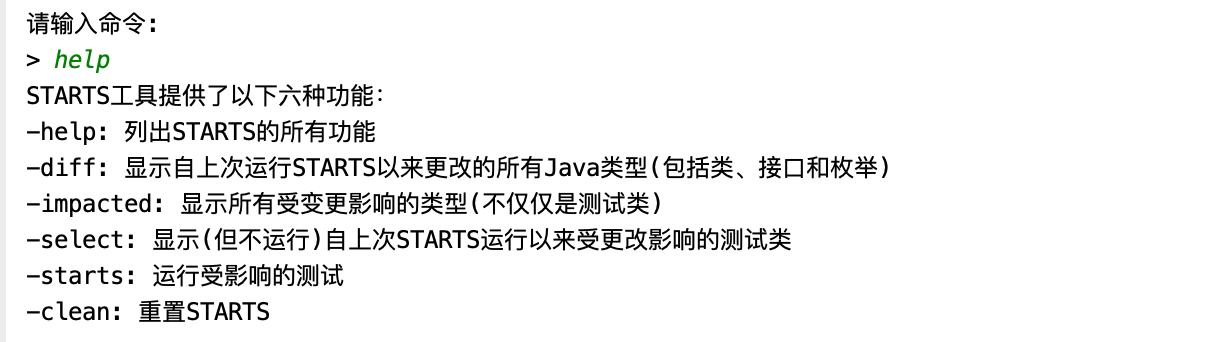 请输入命令:
> help
STARTS工具提供了以下六种功能：
-help: 列出STARTS的所有功能
-diff: 显示自上次运行STARTS以来更改的所有Java类型(包括类、接口和枚举)
-impacted: 显示所有受变更影响的类型(不仅仅是测试类)
-select: 显示(但不运行)自上次STARTS运行以来受更改影响的测试类
-starts: 运行受影响的测试
-clean: 重置STARTS